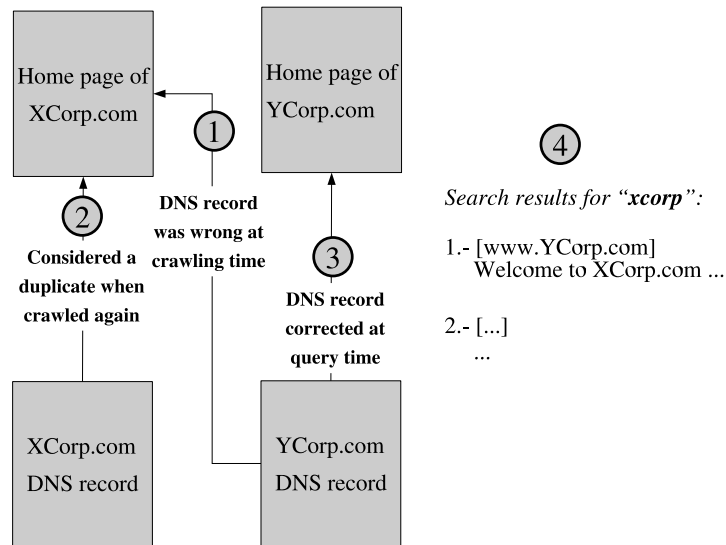 Home page of
XCorp.com
Home page of
YCorp.com
1
DNS record
was wrong at
crawling time
2
Considered a
duplicate when
crawled again
3
DNS record
corrected at
query time
XCorp.com
DNS record
YCorp.com
DNS record
4
Search results for “xcorp”:
1.- [www.YCorp.com]
Welcome to XCorp.com ...
2.- [...]
...